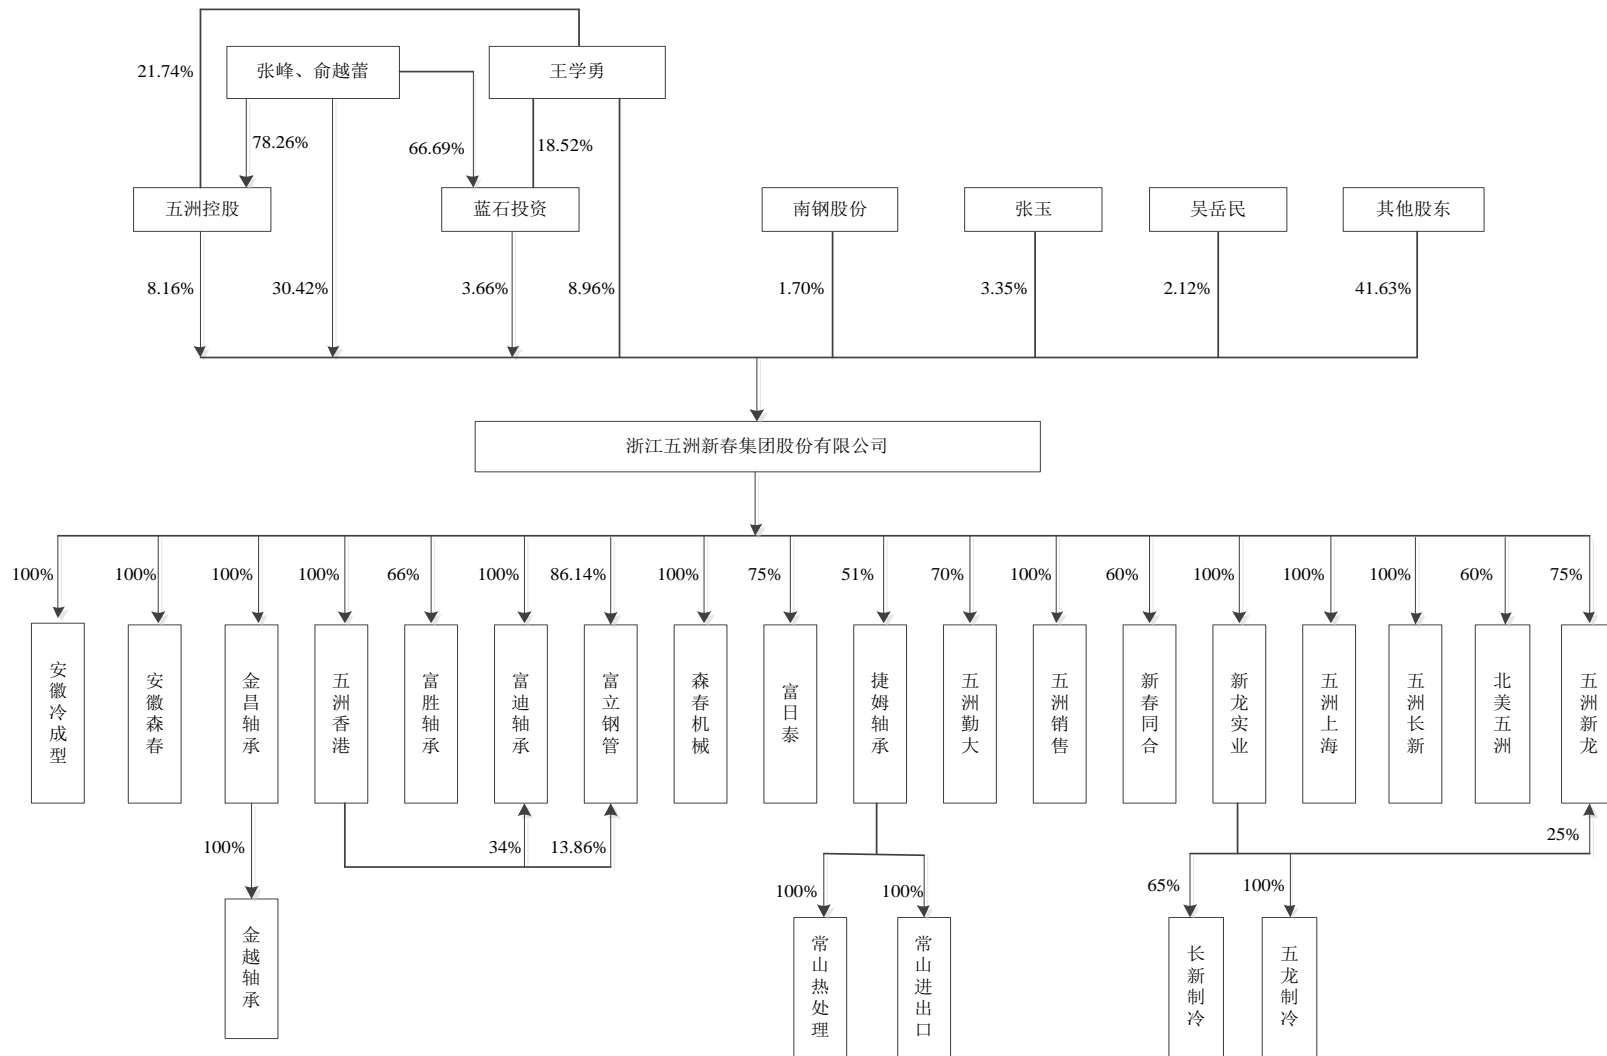 21.74%
张峰、俞越蕾
王学勇
78.26%
66.69%
18.52%
五洲控股
蓝石投资
南钢股份
张玉
吴岳民
其他股东
8.16%
30.42%
3.66%
8.96%
1.70%
3.35%
2.12%
41.63%
浙江五洲新春集团股份有限公司
100%
100%
100%
100%
66%
100%
86.14%
100%
75%
51%
70%
100%
60%
100%
100%
100%
60%
75%
安徽冷成型
安徽森春
金昌轴承
五洲香港
富胜轴承
富迪轴承
富立钢管
森春机械
富日泰
捷姆轴承
五洲勤大
五洲销售
新春同合
新龙实业
五洲上海
五洲长新
北美五洲
五洲新龙
100%
34%
13.86%
25%
100%
100%
65%
100%
金越轴承
常山热处理
常山进出口
长新制冷
五龙制冷